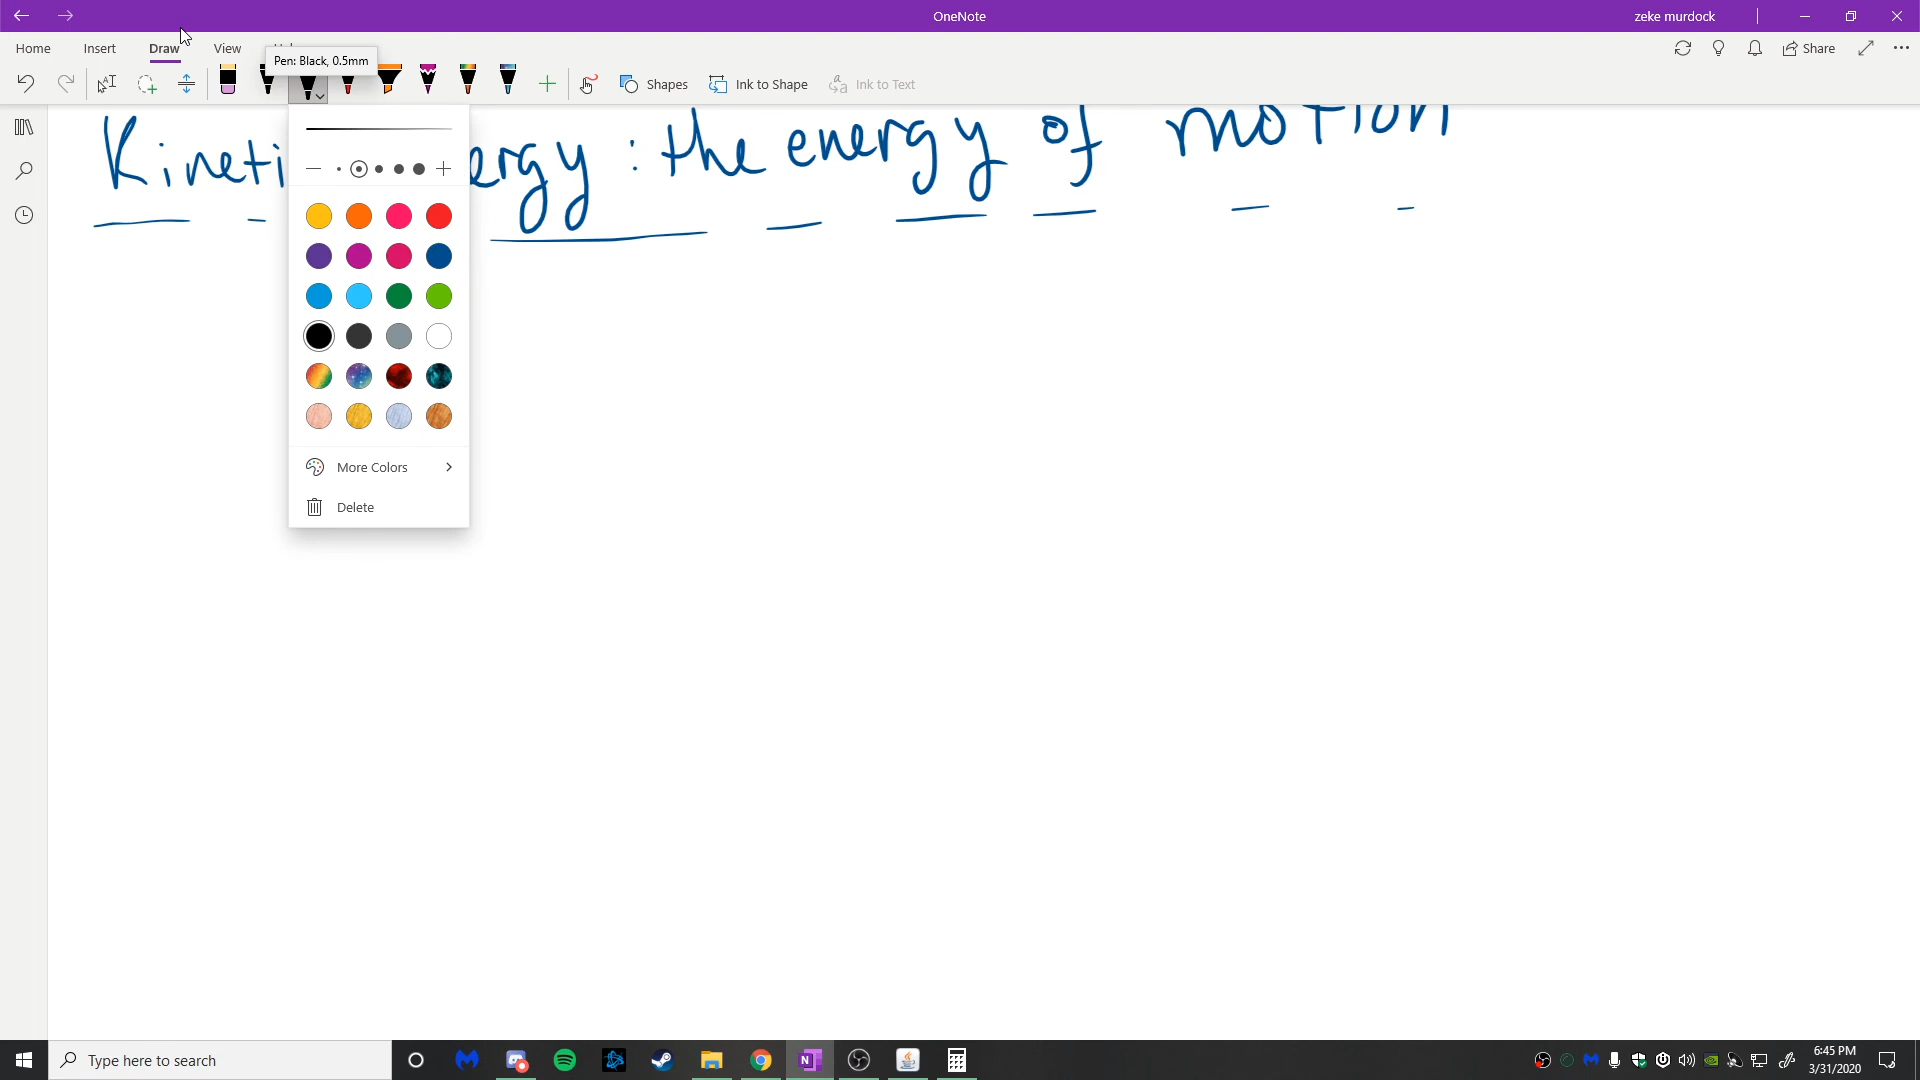 OneNote
zeke murdock
Home Insert Draw View
Share
Pen: Black, 0.5mm
Shapes Ink to Shape Ink to Text
Kineti ergy : the energy of motion
More Colors
Delete
Type here to search
6:45 PM
3/31/2020